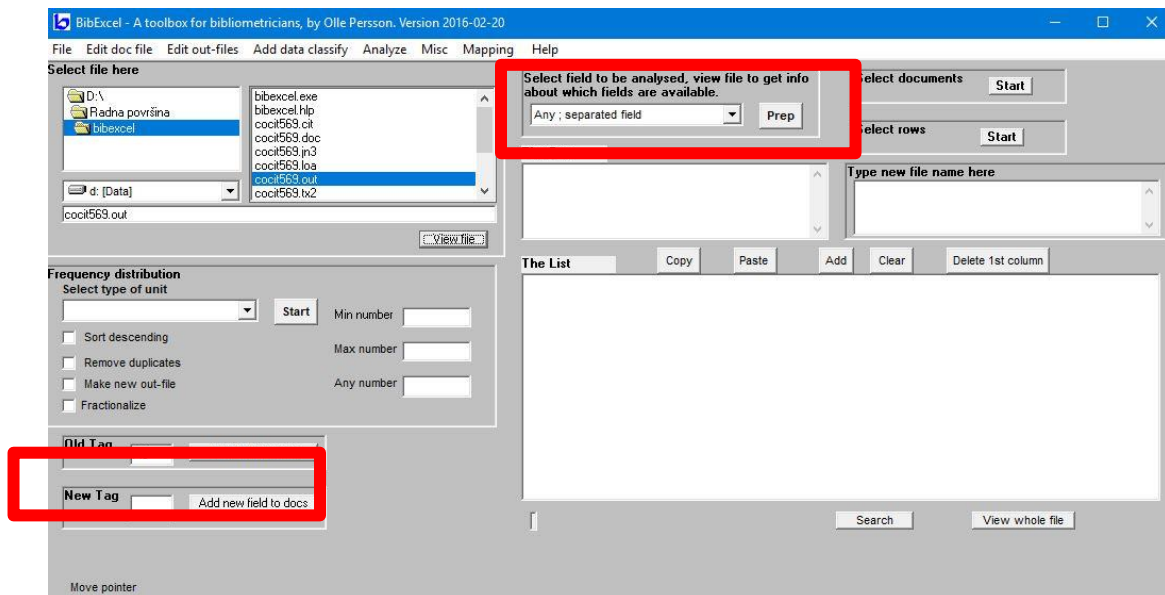 BibExcel - A toolbox for bibliometricians, by Olle Persson. Version 2016-02-20
File Edit doc file Edit out-files Add data classify Analyze Misc Mapping Help
Select file here
D:\
Radna površina
bibexcel
d: [Data]
bibexcel.exe
bibexcel.hlp
cocit569.cit
cocit569.doc
cocit569.jn3
cocit569.loa
cocit569.out
cocit569.tx2
cocit569.out
View file
Select field to be analysed, view file to get info
about which fields are available.
Any ; separated field
Prep
Select documents
Start
Select rows
Start
Type new file name here
Frequency distribution
Select type of unit
Start
Sort descending
Remove duplicates
Make new out-file
Fractionalize
Min number
Max number
Any number
The List
Copy
Paste
Add
Clear
Delete 1st column
Old Tag
New Tag
Add new field to docs
Search
View whole file
Move pointer